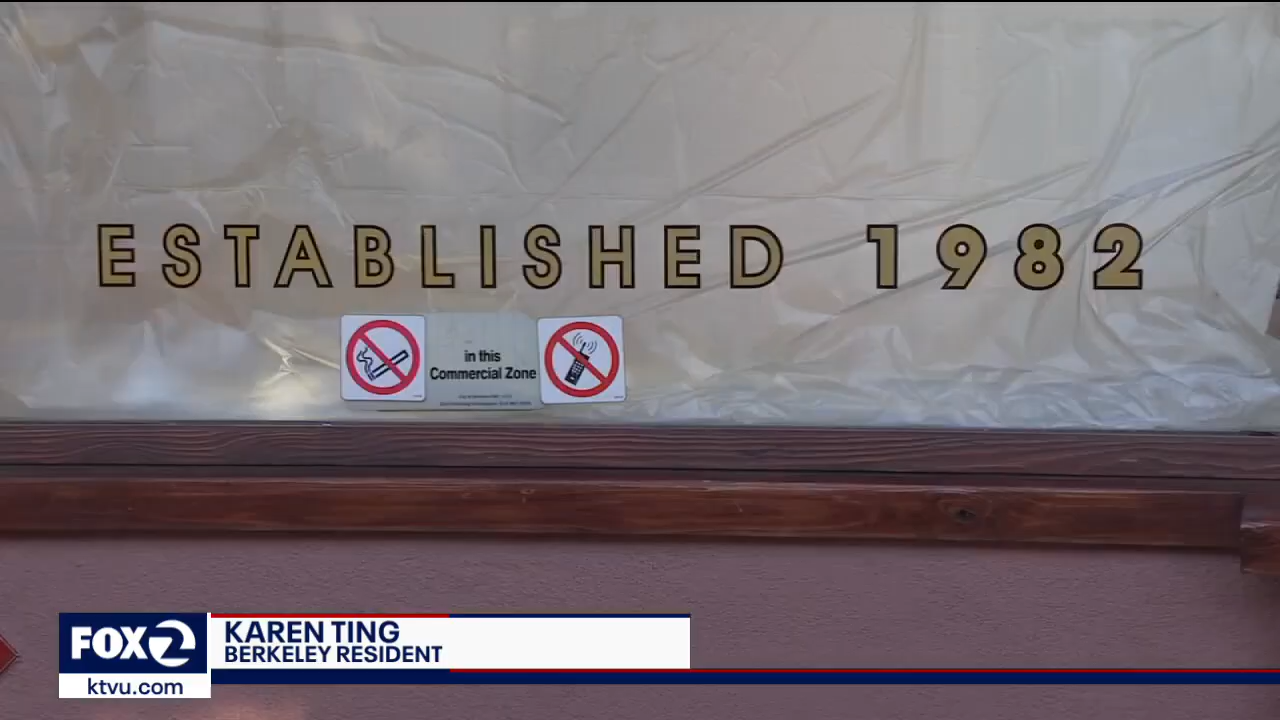 ESTABLISHED 1982
in this
Commercial Zone
FOX 2
KAREN TING
BERKELEY RESIDENT
ktvu.com